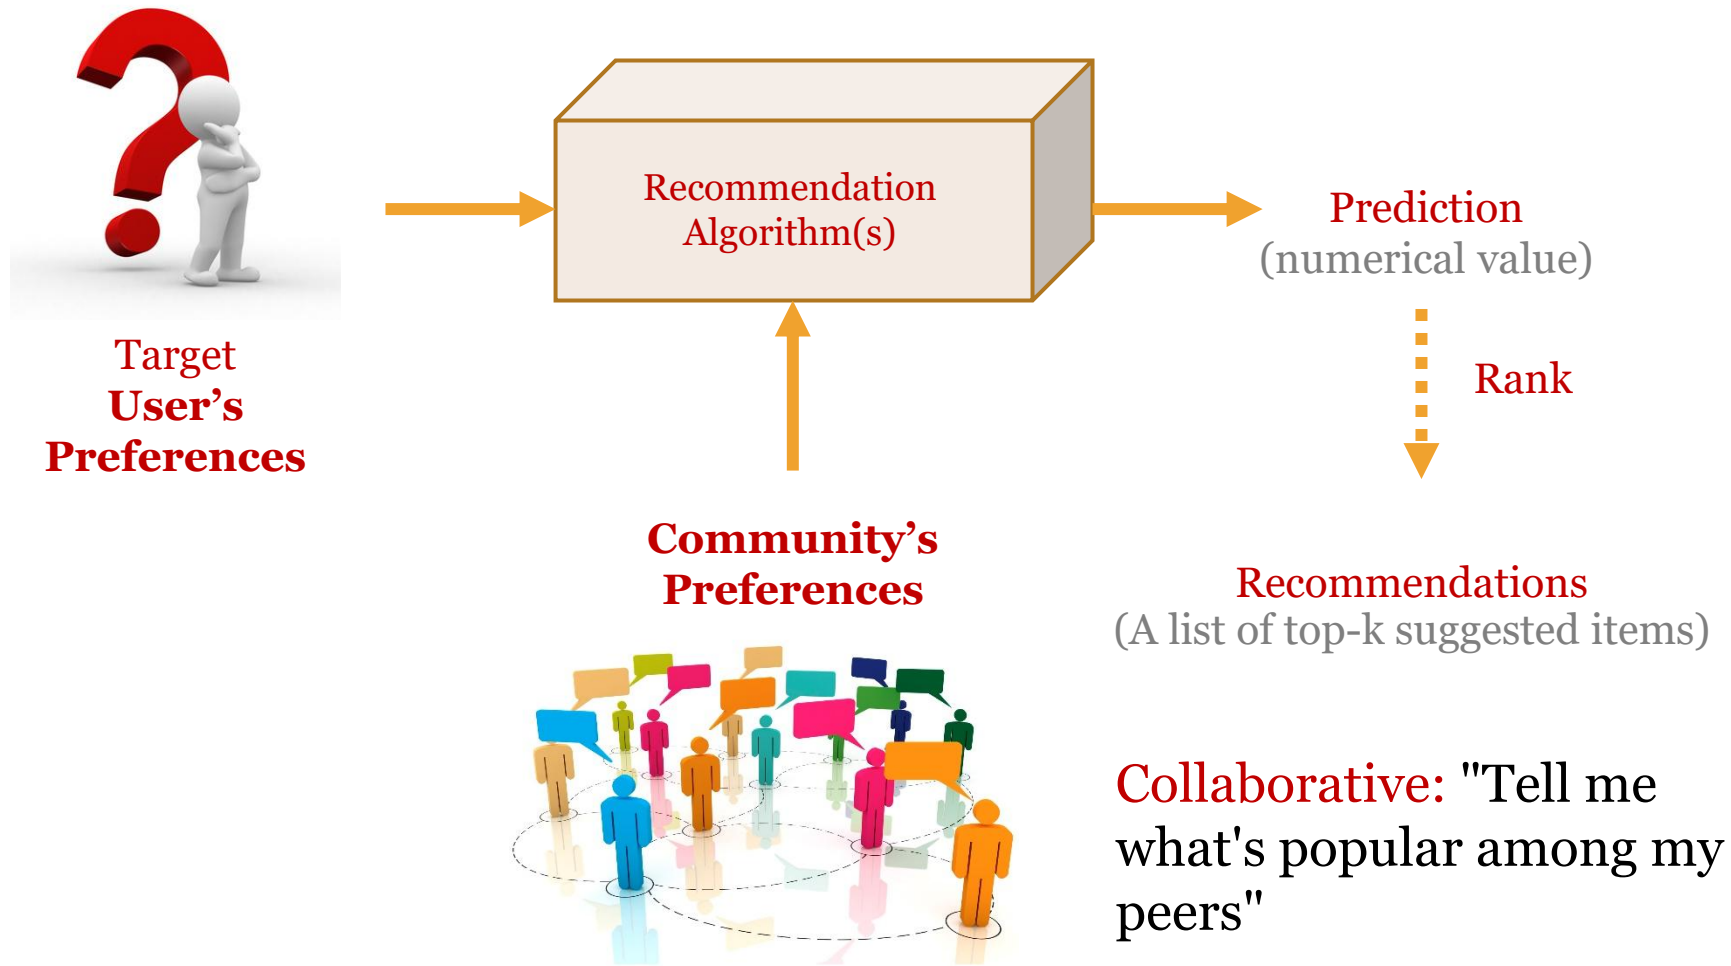 Recommendation
Algorithm(s)
Prediction
(numerical value)
Target
User’s
Preferences
Rank
Community’s
Preferences
Recommendations
(A list of top-k suggested items)
Collaborative: "Tell me
what's popular among my
peers"